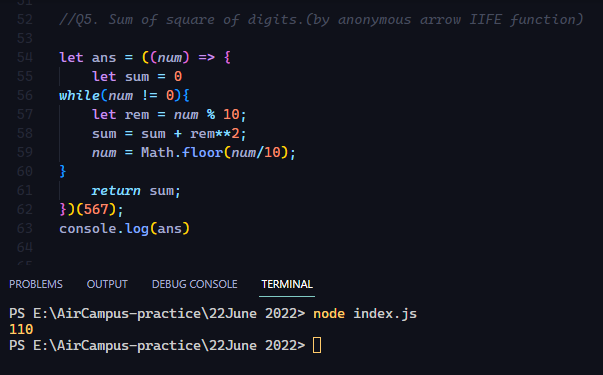 51
52 //Q5. Sum of square of digits.(by anonymous arrow IIFE function)
53
54 let ans = ((num) => {
55 let sum = 0
56 while(num != 0){
57 let rem = num % 10;
58 sum = sum + rem**2;
59 num = Math.floor(num/10);
60 }
61 return sum;
62 })(567);
63 console.log(ans)
64
65
PROBLEMS OUTPUT DEBUG CONSOLE TERMINAL
PS E:\AirCampus-practice\22June 2022> node index.js
110
PS E:\AirCampus-practice\22June 2022>